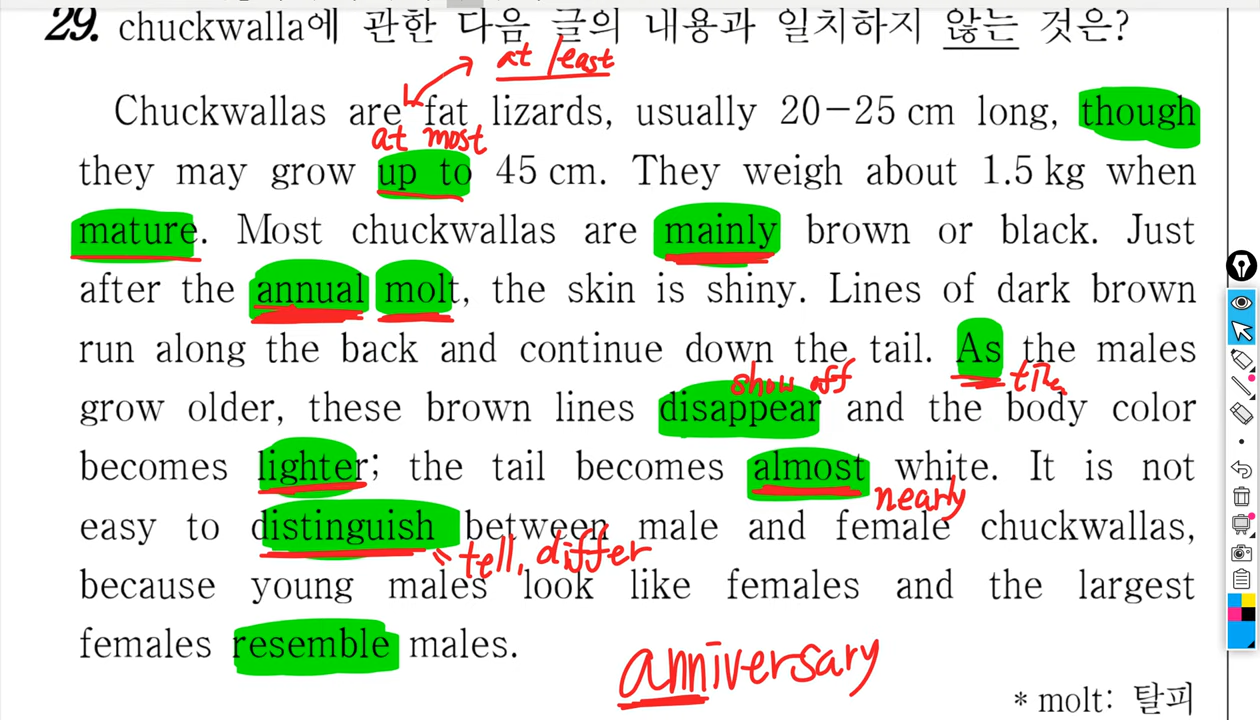 29. chuckwalla에 관한 다음 글의 내용과 일치하지 않는 것은?
at least
Chuckwallas are fat lizards, usually 20-25 cm long, though
at most
they may grow up to 45 cm. They weigh about 1.5 kg when
mature. Most chuckwallas are mainly brown or black. Just
after the annual molt, the skin is shiny. Lines of dark brown
run along the back and continue down the tail. As the males
show off
grow older, these brown lines disappear and the body color
becomes lighter; the tail becomes almost white. It is not
nearly
easy to distinguish between male and female chuckwallas,
tell, differ
because young males look like females and the largest
females resemble males.
anniversary
* molt: 탈피